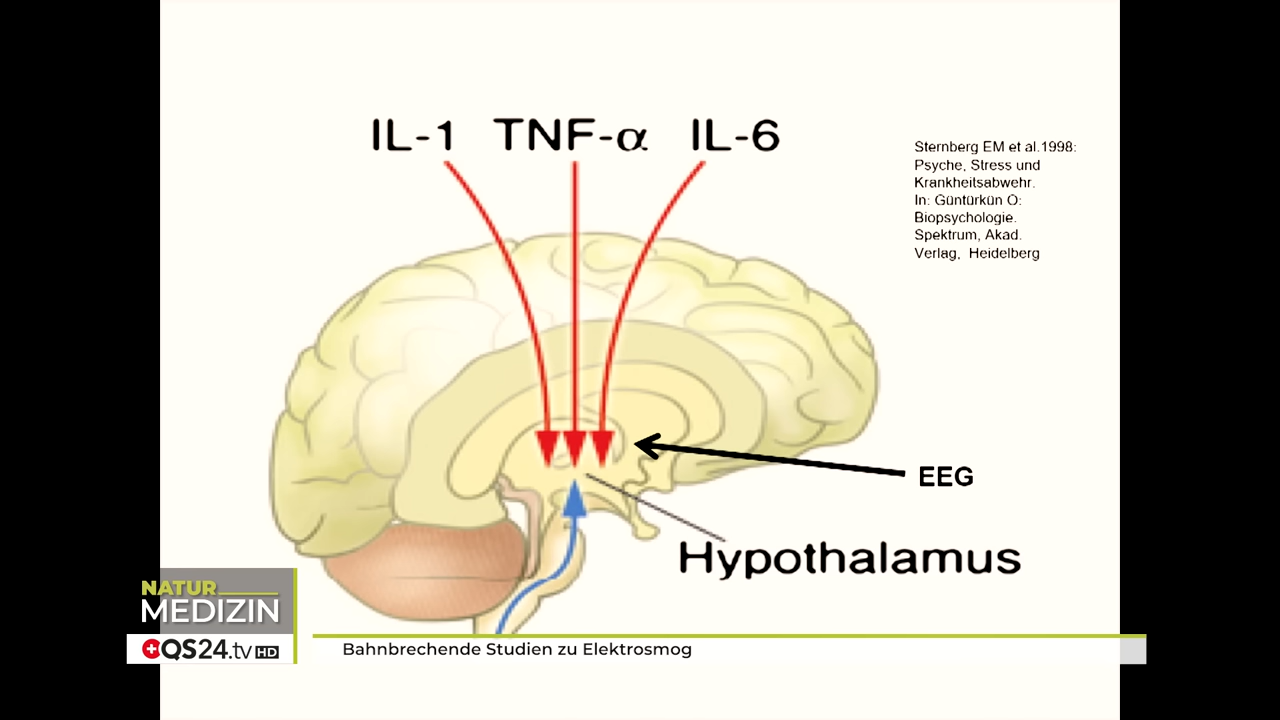 IL-1 TNF-α IL-6
Sternberg EM et al.1998:
Psyche, Stress und
Krankheitsabwehr.
In: Güntürkün O:
Biopsychologie.
Spektrum, Akad.
Verlag, Heidelberg
EEG
Hypothalamus
NATUR
MEDIZIN
QS24.tv HD
Bahnbrechende Studien zu Elektrosmog